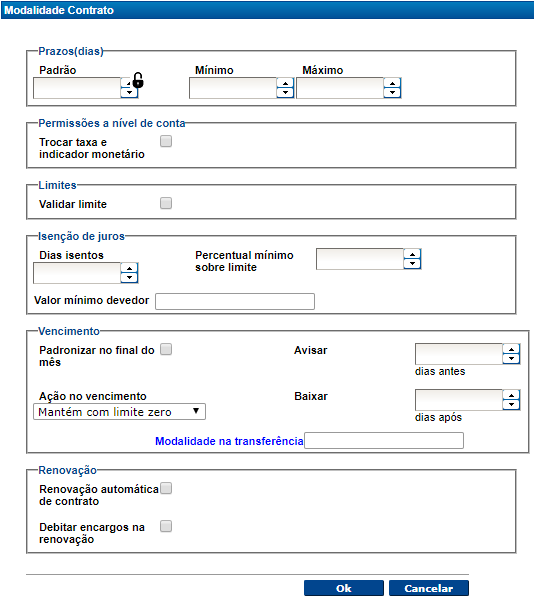 Modalidade Contrato
Prazos(dias)
Padrão Mínimo Máximo
Permissões a nível de conta
Trocar taxa e
indicador monetário
Limites
Validar limite
Isenção de juros
Dias isentos Percentual mínimo
sobre limite
Valor mínimo devedor
Vencimento
Padronizar no final do Avisar
mês
dias antes
Ação no vencimento Baixar
Mantém com limite zero
dias após
Modalidade na transferência
Renovação
Renovação automática
de contrato
Debitar encargos na
renovação
Ok Cancelar